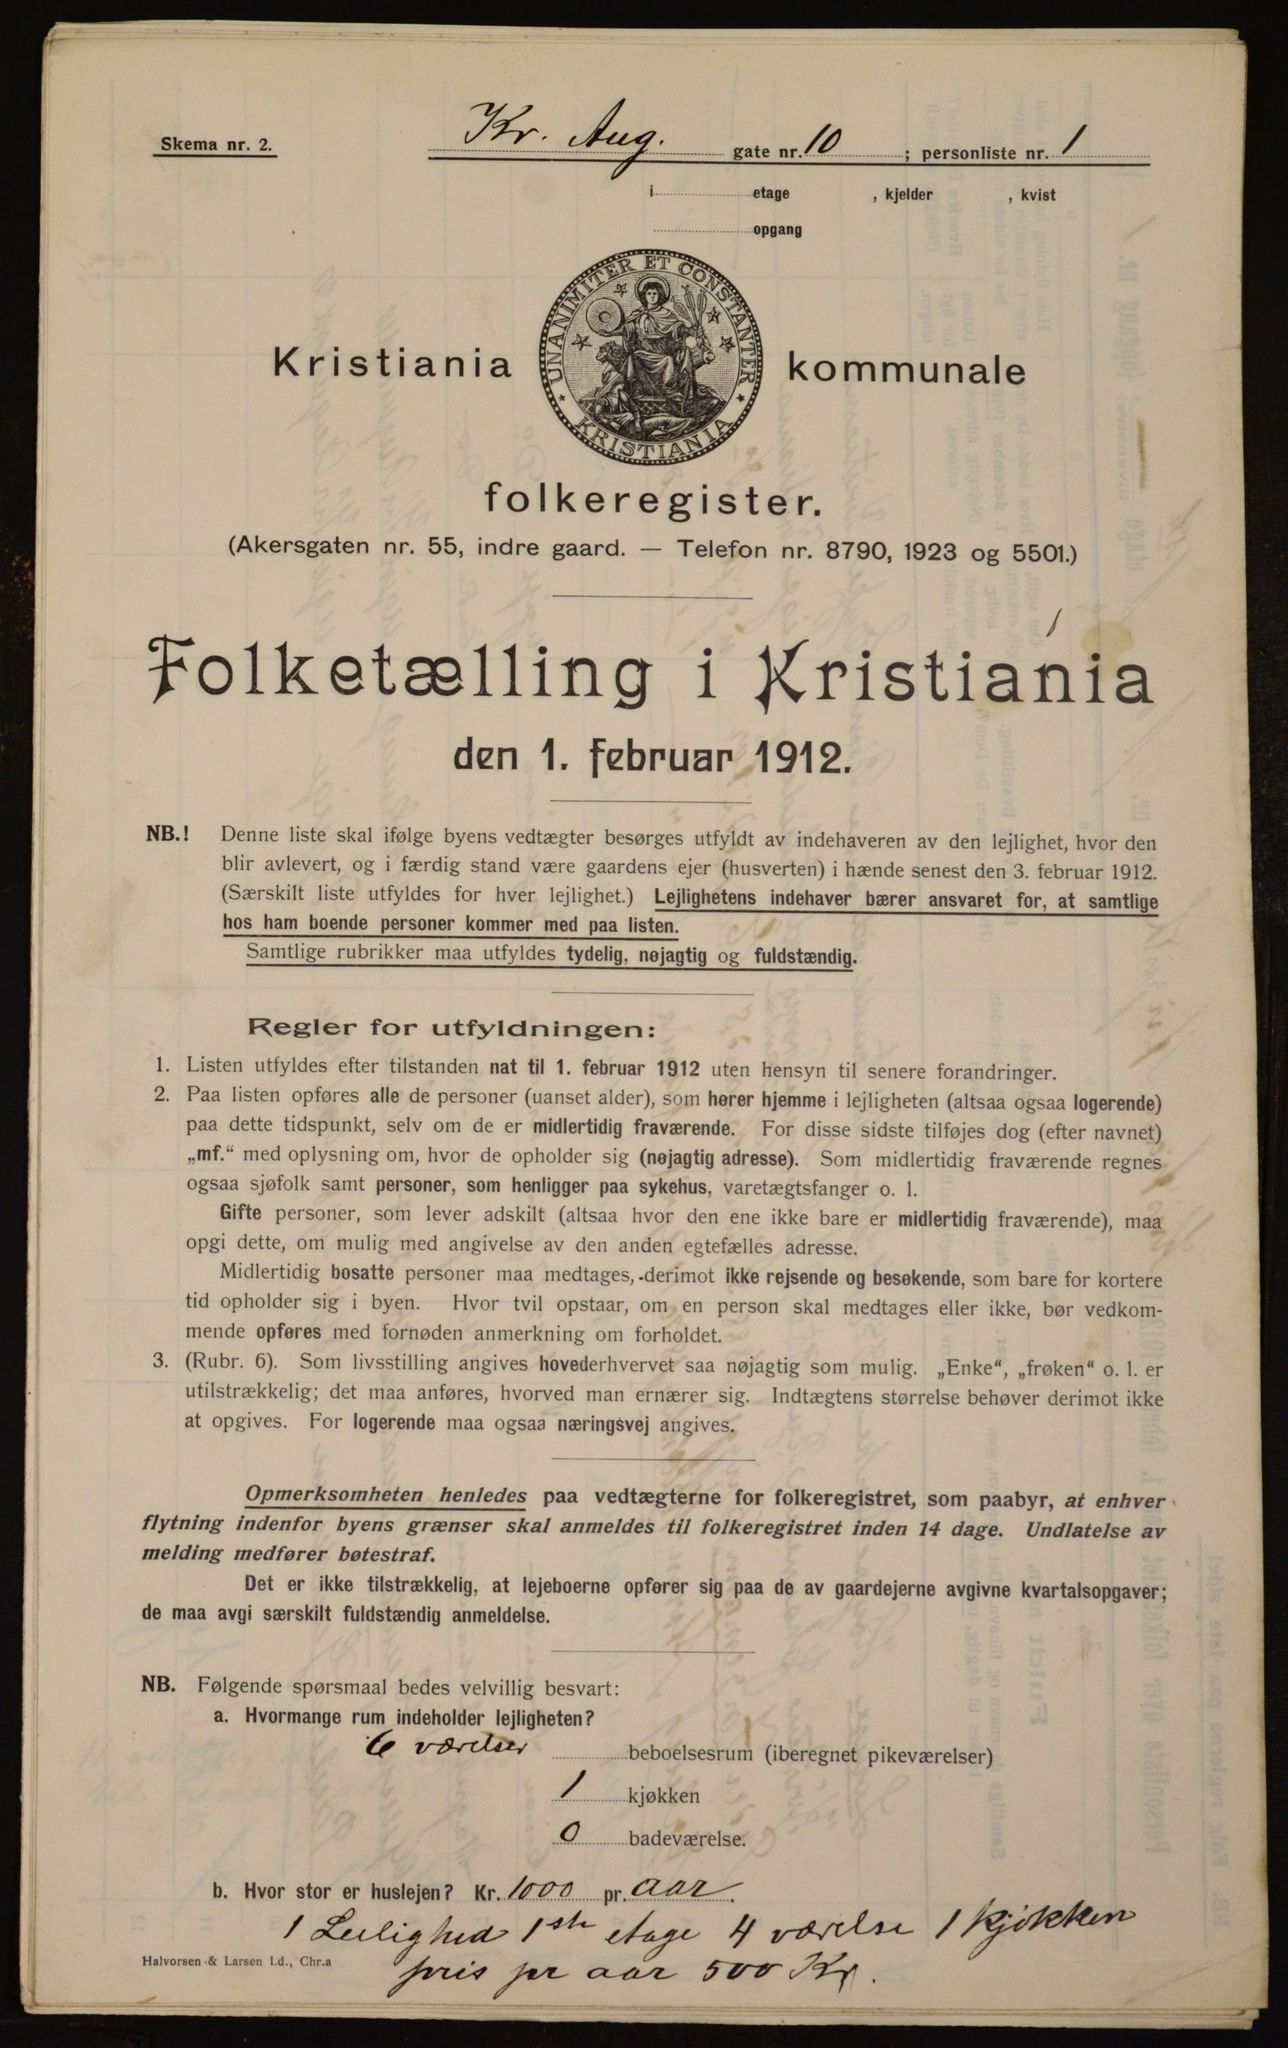 Skema nr. 2.
Kr. Aug. gate nr. 10 ; personliste nr. 1
i etage , kjelder , kvist
opgang
UNANIMITER ET CONSTANTER
KRISTIANIA
Kristiania kommunale
folkeregister.
(Akersgaten nr. 55, indre gaard. — Telefon nr. 8790, 1923 og 5501.)
Folketælling i Kristiania
den 1. februar 1912.
NB.! Denne liste skal ifølge byens vedtægter besørges utfyldt av indehaveren av den lejlighet, hvor den
blir avlevert, og i færdig stand være gaardens ejer (husverten) i hænde senest den 3. februar 1912.
(Særskilt liste utfyldes for hver lejlighet.) Lejlighetens indehaver bærer ansvaret for, at samtlige
hos ham boende personer kommer med paa listen.
Samtlige rubrikker maa utfyldes tydelig, nøjagtig og fuldstændig.
Regler for utfyldningen:
1. Listen utfyldes efter tilstanden nat til 1. februar 1912 uten hensyn til senere forandringer.
2. Paa listen opføres alle de personer (uanset alder), som hører hjemme i lejligheten (altsaa ogsaa logerende)
paa dette tidspunkt, selv om de er midlertidig fraværende. For disse sidste tilføjes dog (efter navnet)
„mf.“ med oplysning om, hvor de opholder sig (nøjagtig adresse). Som midlertidig fraværende regnes
ogsaa sjøfolk samt personer, som henligger paa sykehus, varetægtsfanger o. l.
Gifte personer, som lever adskilt (altsaa hvor den ene ikke bare er midlertidig fraværende), maa
opgi dette, om mulig med angivelse av den anden egtefælles adresse.
Midlertidig bosatte personer maa medtages, derimot ikke rejsende og besøkende, som bare for kortere
tid opholder sig i byen. Hvor tvil opstaar, om en person skal medtages eller ikke, bør vedkom-
mende opføres med fornøden anmerkning om forholdet.
3. (Rubr. 6). Som livsstilling angives hovederhvervet saa nøjagtig som mulig. „Enke“, „frøken“ o. l. er
utilstrækkelig; det maa anføres, hvorved man ernærer sig. Indtægtens størrelse behøver derimot ikke
at opgives. For logerende maa ogsaa næringsvej angives.
Opmerksomheten henledes paa vedtægterne for folkeregistret, som paabyr, at enhver
flytning indenfor byens grænser skal anmeldes til folkeregistret inden 14 dage. Undlatelse av
melding medfører bøtestraf.
Det er ikke tilstrækkelig, at lejeboerne opfører sig paa de av gaardejerne avgivne kvartalsopgaver;
de maa avgi særskilt fuldstændig anmeldelse.
NB. Følgende spørsmaal bedes velvillig besvart:
a. Hvormange rum indeholder lejligheten?
6 værelser beboelsesrum (iberegnet pikeværelser)
1 kjøkken
0 badeværelse.
b. Hvor stor er huslejen? Kr. 1000 pr. aar.
1 Leilighed 1ste etage 4 værelse 1 kjøkken
Halvorsen & Larsen Ld., Chr.a
pris pr aar 500 Kr.